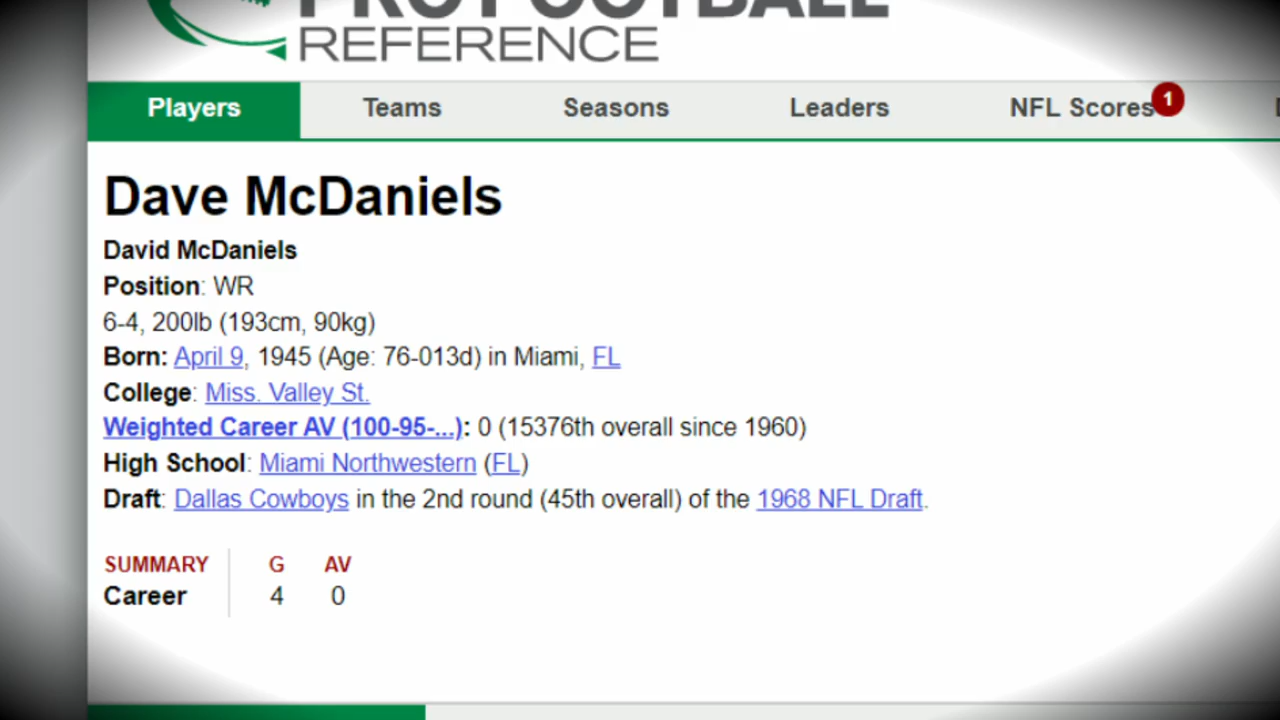 PRO FOOTBALL
REFERENCE
Players Teams Seasons Leaders NFL Scores 1
Dave McDaniels
David McDaniels
Position: WR
6-4, 200lb (193cm, 90kg)
Born: April 9, 1945 (Age: 76-013d) in Miami, FL
College: Miss. Valley St.
Weighted Career AV (100-95-...): 0 (15376th overall since 1960)
High School: Miami Northwestern (FL)
Draft: Dallas Cowboys in the 2nd round (45th overall) of the 1968 NFL Draft.
SUMMARY G AV
Career 4 0